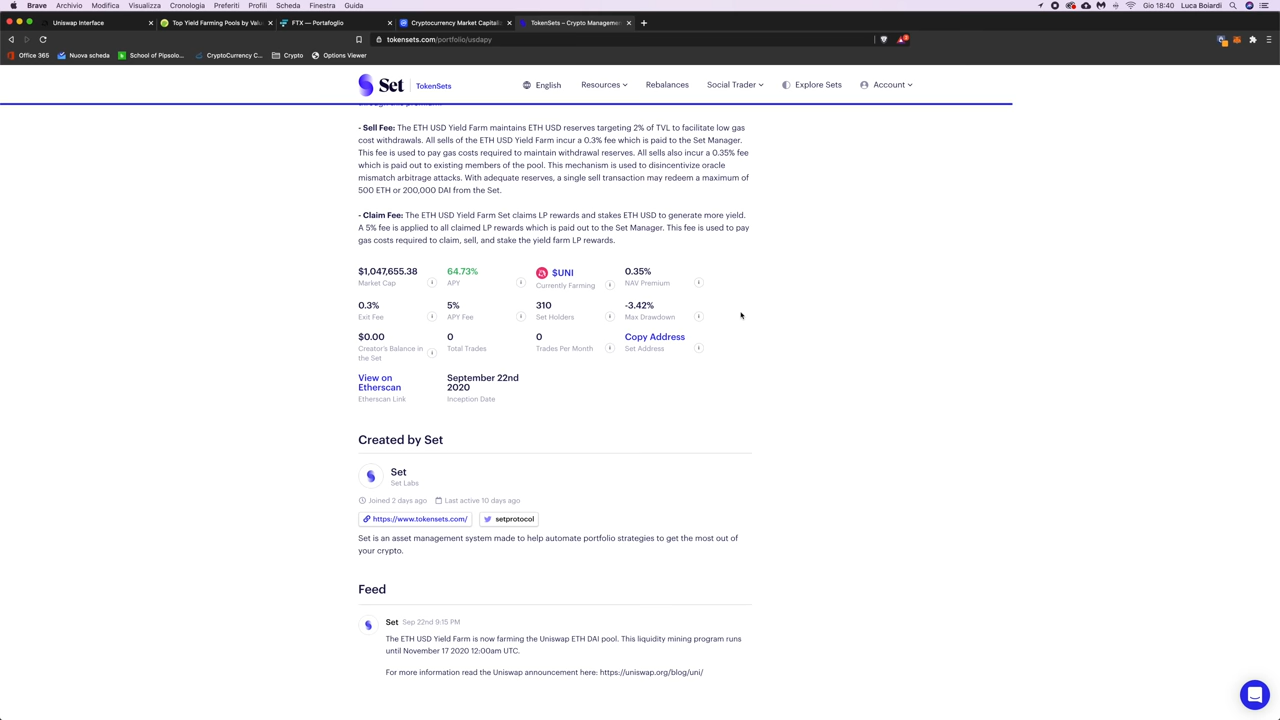 Brave Archivio Modifica Visualizza Cronologia Preferiti Profili Scheda Finestra Guida Gio 18:40 Luca Boiardi
Uniswap Interface Top Yield Farming Pools by Valu FTX — Portafoglio Cryptocurrency Market Capitaliz TokenSets – Crypto Managemen
tokensets.com/portfolio/usdapy
Office 365 Nuova scheda School of Pipsolo... CryptoCurrency C... Crypto Options Viewer
Set TokenSets English Resources Rebalances Social Trader Explore Sets Account
- Sell Fee: The ETH USD Yield Farm maintains ETH USD reserves targeting 2% of TVL to facilitate low gas
cost withdrawals. All sells of the ETH USD Yield Farm incur a 0.3% fee which is paid to the Set Manager.
This fee is used to pay gas costs required to maintain withdrawal reserves. All sells also incur a 0.35% fee
which is paid out to existing members of the pool. This mechanism is used to disincentivize oracle
mismatch arbitrage attacks. With adequate reserves, a single sell transaction may redeem a maximum of
500 ETH or 200,000 DAI from the Set.
- Claim Fee: The ETH USD Yield Farm Set claims LP rewards and stakes ETH USD to generate more yield.
A 5% fee is applied to all claimed LP rewards which is paid out to the Set Manager. This fee is used to pay
gas costs required to claim, sell, and stake the yield farm LP rewards.
$1,047,655.38 64.73% $UNI 0.35%
Market Cap APY Currently Farming NAV Premium
0.3% 5% 310 -3.42%
Exit Fee APY Fee Set Holders Max Drawdown
$0.00 0 0 Copy Address
Creator's Balance in Total Trades Trades Per Month Set Address
the Set
View on September 22nd
Etherscan 2020
Etherscan Link Inception Date
Created by Set
Set
Set Labs
Joined 2 days ago Last active 10 days ago
https://www.tokensets.com/ setprotocol
Set is an asset management system made to help automate portfolio strategies to get the most out of
your crypto.
Feed
Set Sep 22nd 9:15 PM
The ETH USD Yield Farm is now farming the Uniswap ETH DAI pool. This liquidity mining program runs
until November 17 2020 12:00am UTC.
For more information read the Uniswap announcement here: https://uniswap.org/blog/uni/